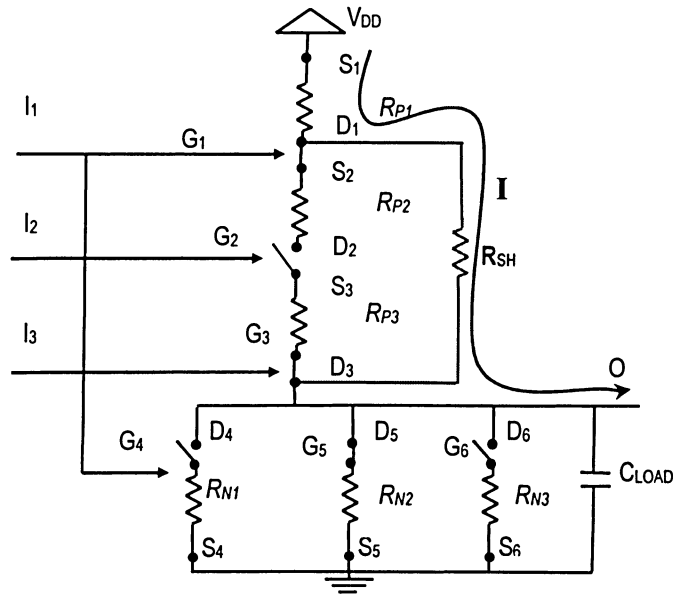 VDD
S1
I1
RP1
G1
D1
S2
I
I2
RP2
G2
D2
RSH
S3
I3
G3
RP3
D3
O
G4
D4
G5
D5
G6
D6
RN1
RN2
RN3
CLOAD
S4
S5
S6